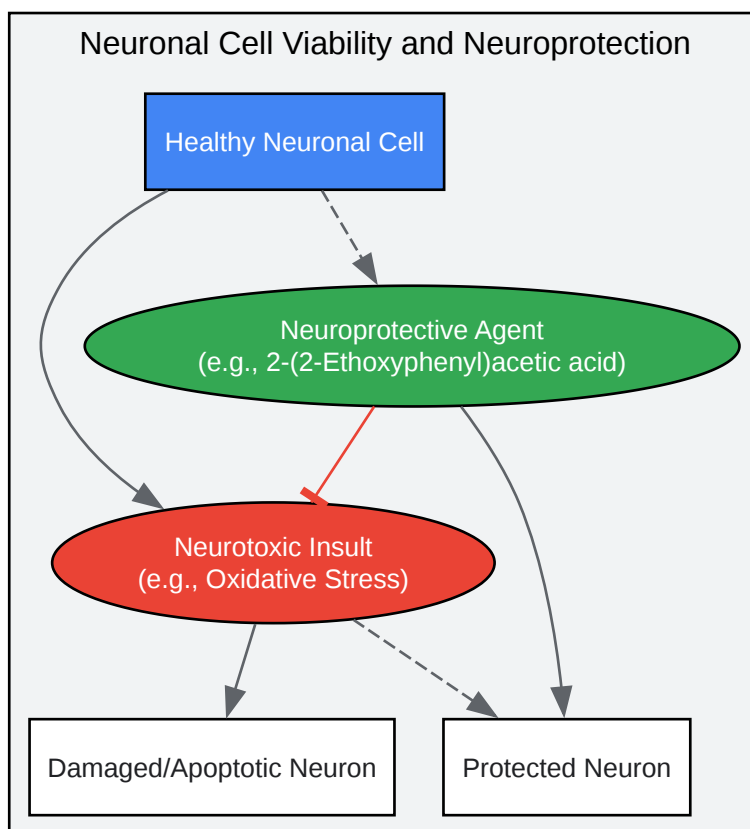 Neuronal Cell Viability and Neuroprotection
Healthy Neuronal Cell
Neuroprotective Agent
(e.g., 2-(2-Ethoxyphenyl)acetic acid)
Neurotoxic Insult
(e.g., Oxidative Stress)
Damaged/Apoptotic Neuron
Protected Neuron